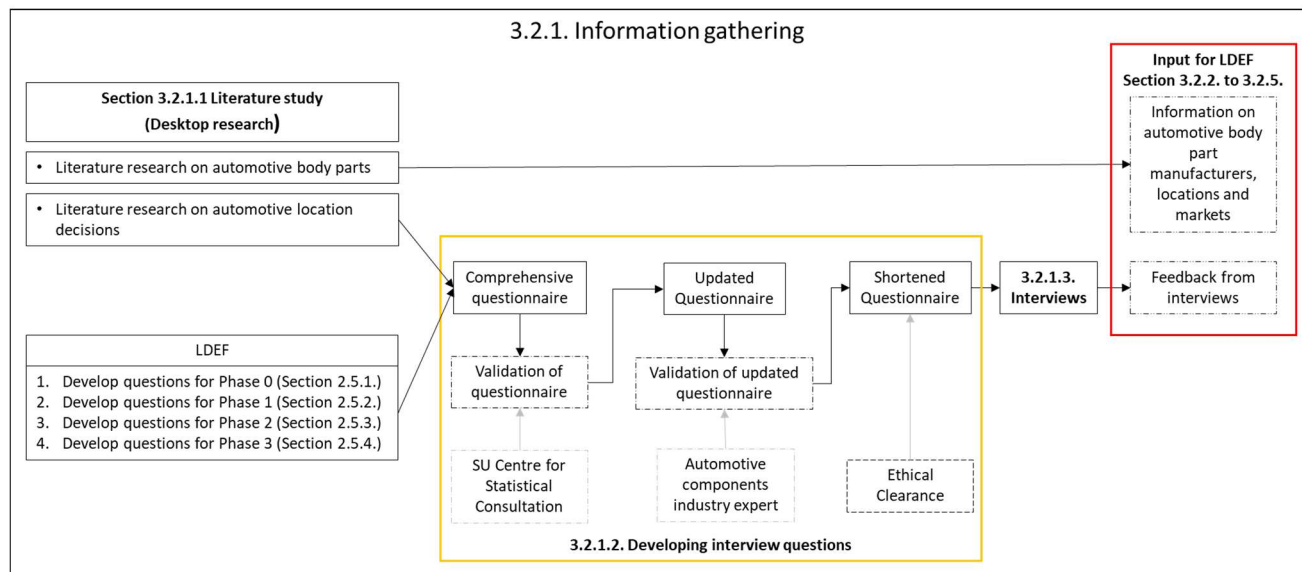 3.2.1. Information gathering
Section 3.2.1.1 Literature study
(Desktop research)
• Literature research on automotive body parts
• Literature research on automotive location
decisions
LDEF
1. Develop questions for Phase 0 (Section 2.5.1.)
2. Develop questions for Phase 1 (Section 2.5.2.)
3. Develop questions for Phase 2 (Section 2.5.3.)
4. Develop questions for Phase 3 (Section 2.5.4.)
Comprehensive
questionnaire
Validation of
questionnaire
SU Centre for
Statistical
Consultation
Updated
Questionnaire
Validation of updated
questionnaire
Automotive
components
industry expert
Shortened
Questionnaire
Ethical
Clearance
3.2.1.2. Developing interview questions
3.2.1.3.
Interviews
Input for LDEF
Section 3.2.2. to 3.2.5.
Information on
automotive body
part
manufacturers,
locations and
markets
Feedback from
interviews